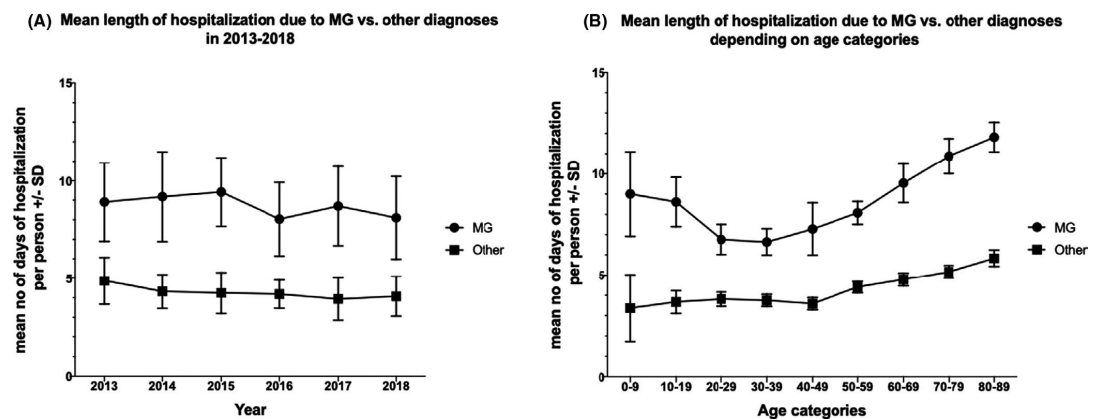 (A) Mean length of hospitalization due to MG vs. other diagnoses
in 2013-2018
15
10
5
0
mean no of days of hospitalization
per person +/- SD
2013 2014 2015 2016 2017 2018
Year
MG
Other
(B) Mean length of hospitalization due to MG vs. other diagnoses
depending on age categories
15
10
5
0
mean no of days of hospitalization
per person +/- SD
0-9 10-19 20-29 30-39 40-49 50-59 60-69 70-79 80-89
Age categories
MG
Other